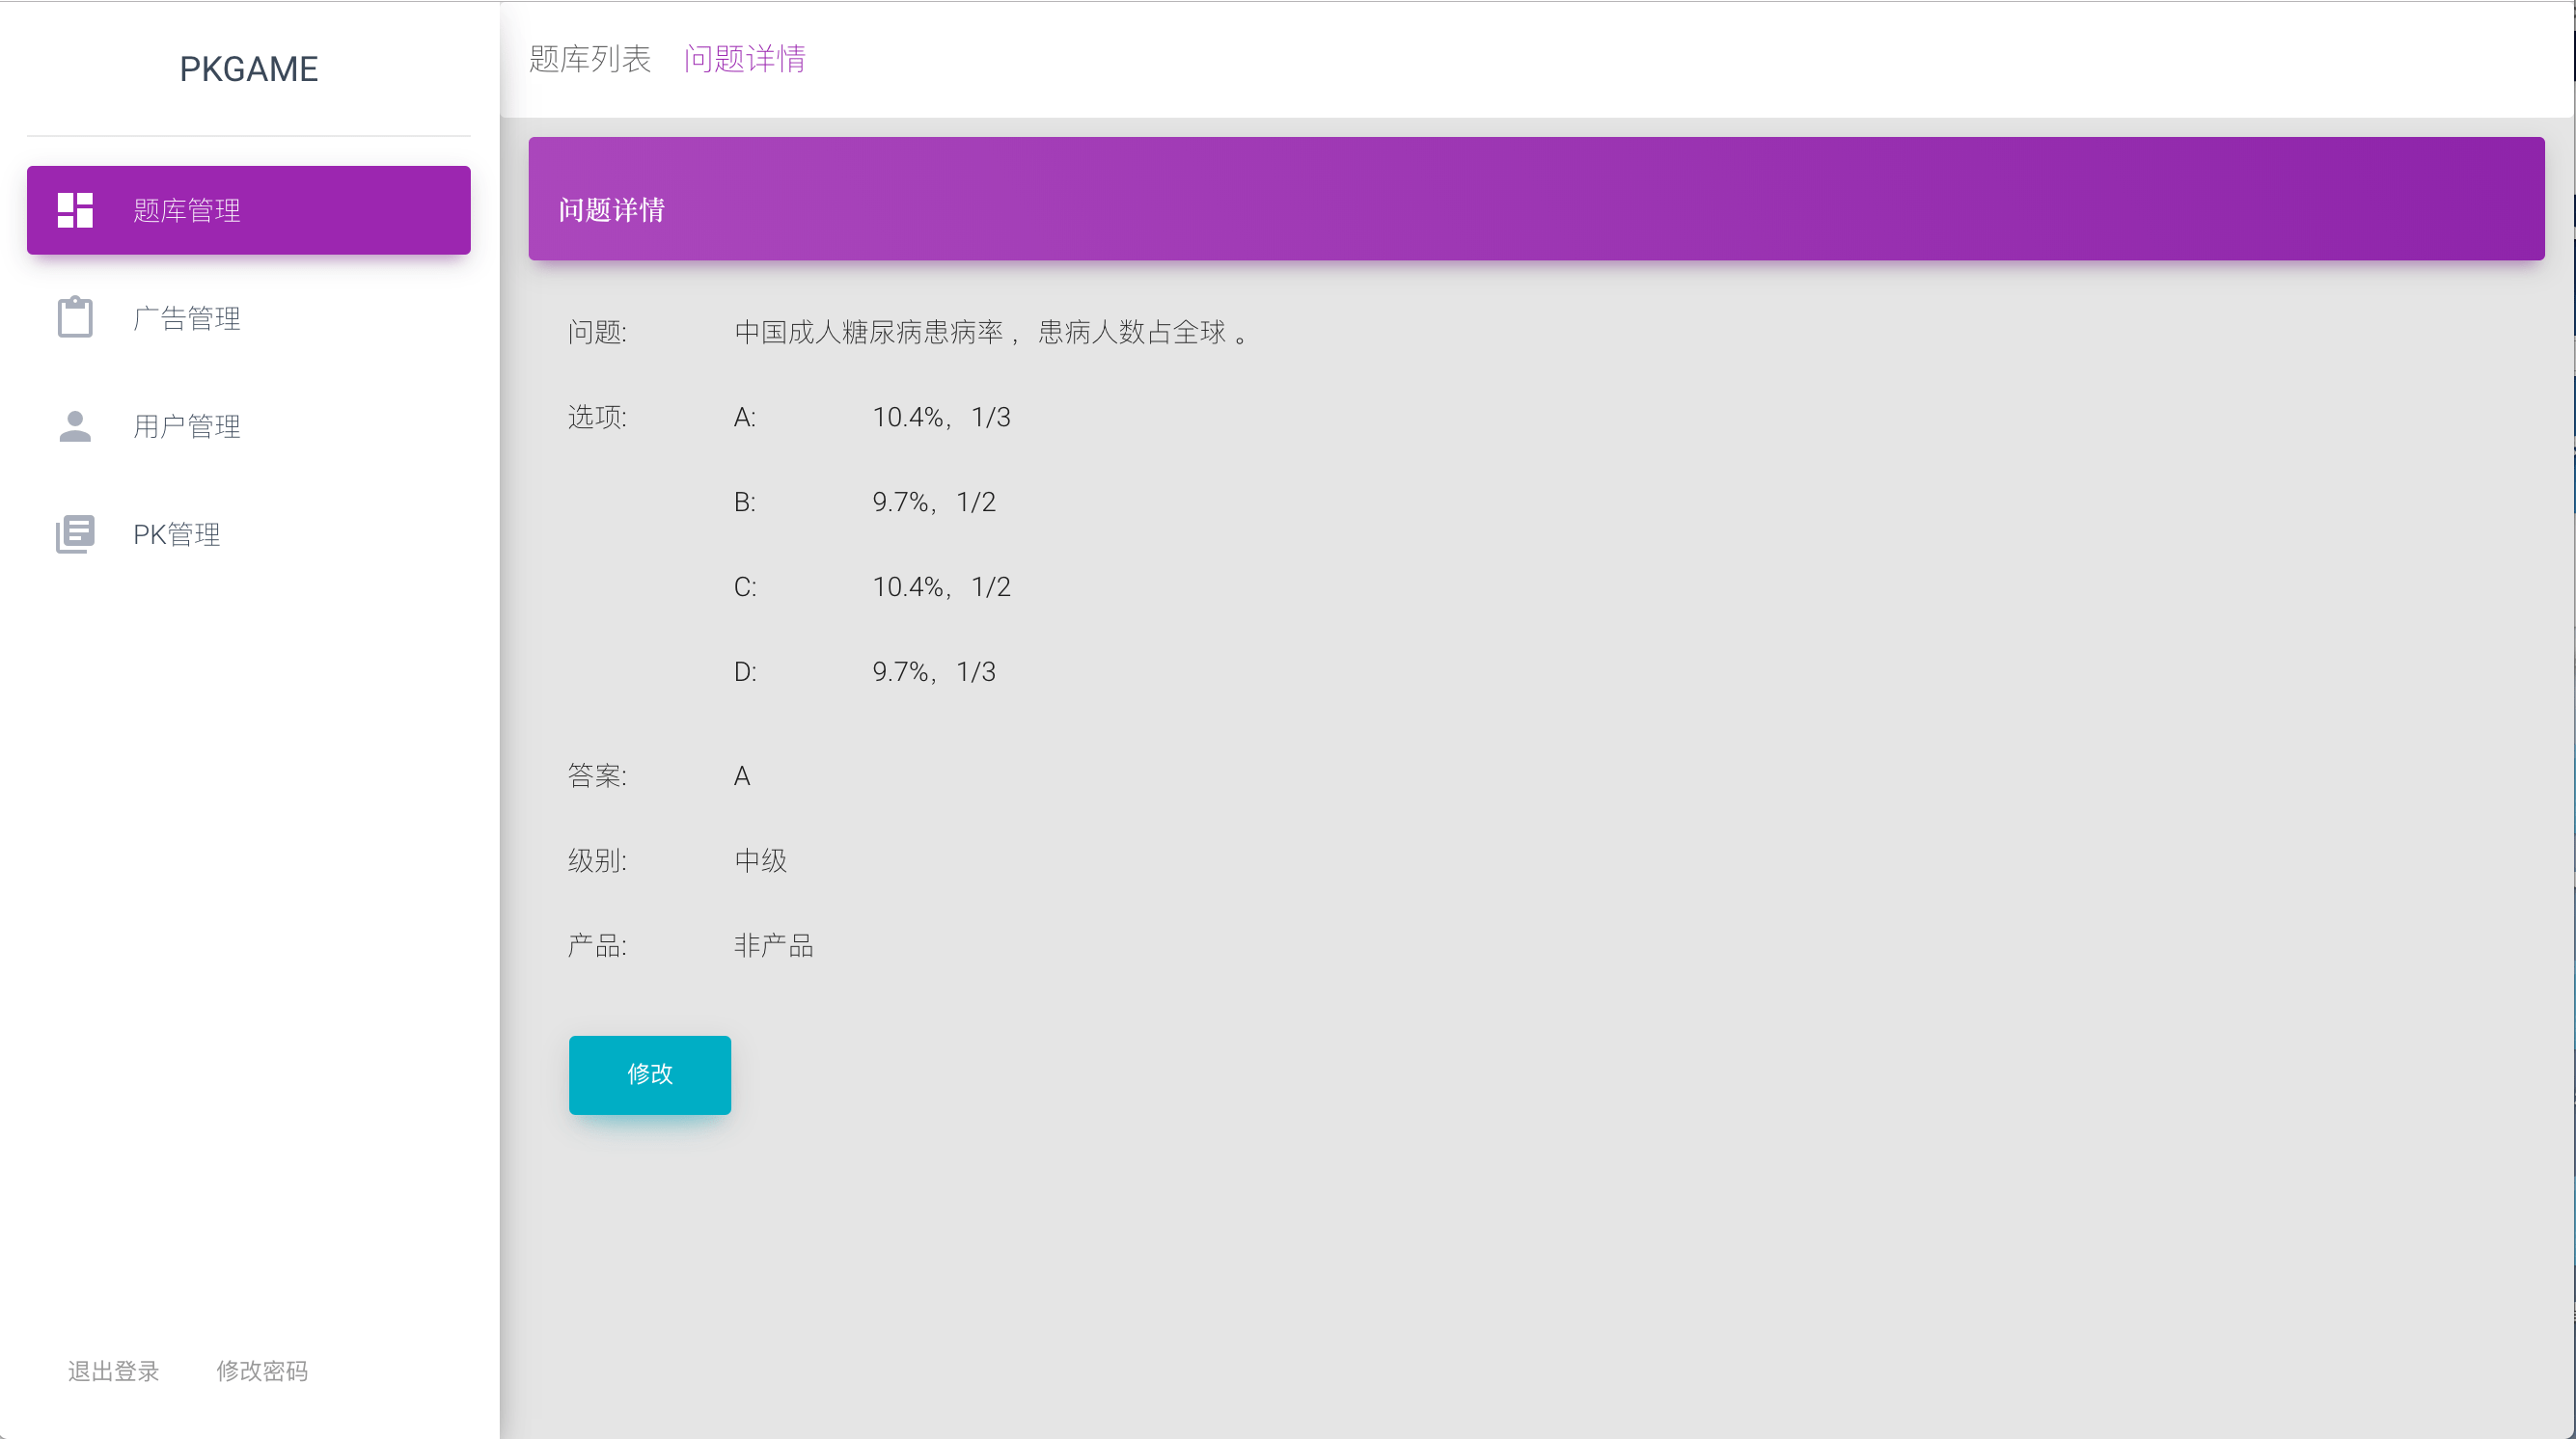 PKGAME
题库管理
广告管理
用户管理
PK管理
退出登录 修改密码
题库列表 问题详情
问题详情
问题: 中国成人糖尿病患病率 ，患病人数占全球 。
选项: A: 10.4%，1/3
B: 9.7%，1/2
C: 10.4%，1/2
D: 9.7%，1/3
答案: A
级别: 中级
产品: 非产品
修改